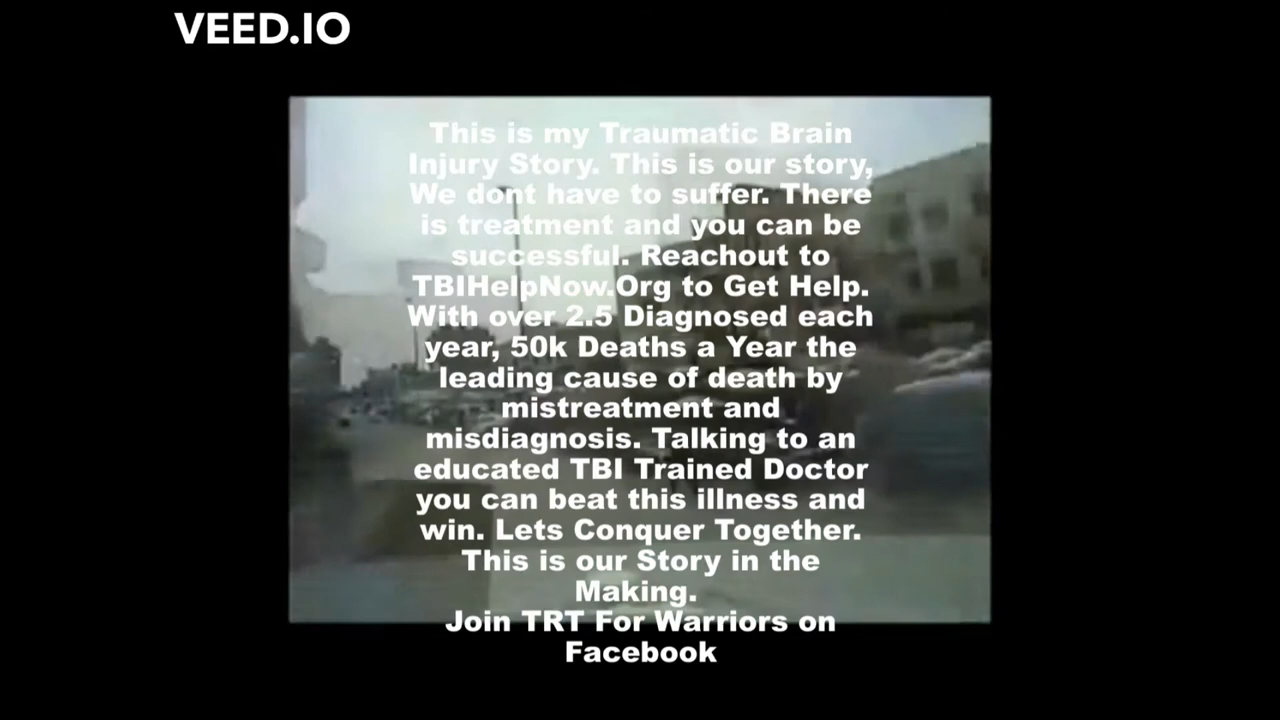 VEED.IO
This is my Traumatic Brain
Injury Story. This is our story,
We dont have to suffer. There
is treatment and you can be
successful. Reachout to
TBIHelpNow.Org to Get Help.
With over 2.5 Diagnosed each
year, 50k Deaths a Year the
leading cause of death by
mistreatment and
misdiagnosis. Talking to an
educated TBI Trained Doctor
you can beat this illness and
win. Lets Conquer Together.
This is our Story in the
Making.
Join TRT For Warriors on
Facebook